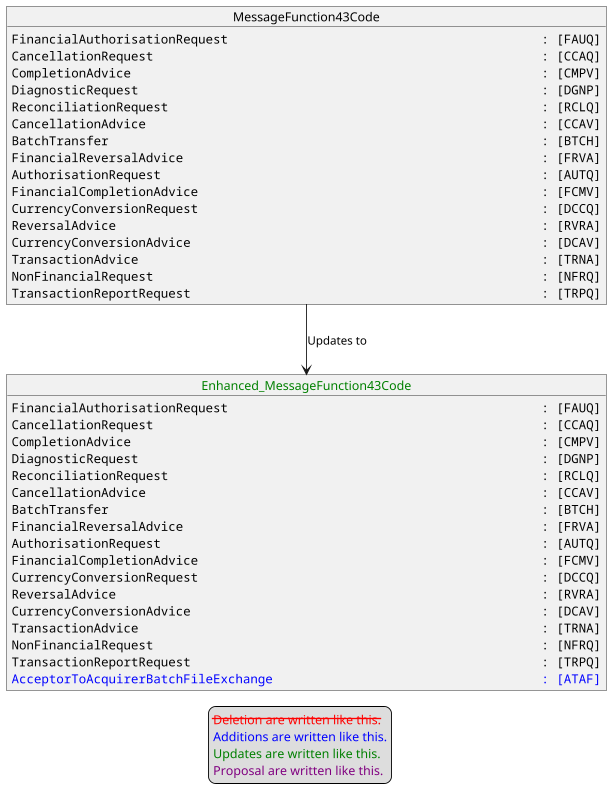 MessageFunction43Code
FinancialAuthorisationRequest : [FAUQ]
CancellationRequest : [CCAQ]
CompletionAdvice : [CMPV]
DiagnosticRequest : [DGNP]
ReconciliationRequest : [RCLQ]
CancellationAdvice : [CCAV]
BatchTransfer : [BTCH]
FinancialReversalAdvice : [FRVA]
AuthorisationRequest : [AUTQ]
FinancialCompletionAdvice : [FCMV]
CurrencyConversionRequest : [DCCQ]
ReversalAdvice : [RVRA]
CurrencyConversionAdvice : [DCAV]
TransactionAdvice : [TRNA]
NonFinancialRequest : [NFRQ]
TransactionReportRequest : [TRPQ]
Updates to
Enhanced_MessageFunction43Code
FinancialAuthorisationRequest : [FAUQ]
CancellationRequest : [CCAQ]
CompletionAdvice : [CMPV]
DiagnosticRequest : [DGNP]
ReconciliationRequest : [RCLQ]
CancellationAdvice : [CCAV]
BatchTransfer : [BTCH]
FinancialReversalAdvice : [FRVA]
AuthorisationRequest : [AUTQ]
FinancialCompletionAdvice : [FCMV]
CurrencyConversionRequest : [DCCQ]
ReversalAdvice : [RVRA]
CurrencyConversionAdvice : [DCAV]
TransactionAdvice : [TRNA]
NonFinancialRequest : [NFRQ]
TransactionReportRequest : [TRPQ]
AcceptorToAcquirerBatchFileExchange : [ATAF]
Deletion are written like this.
Additions are written like this.
Updates are written like this.
Proposal are written like this.